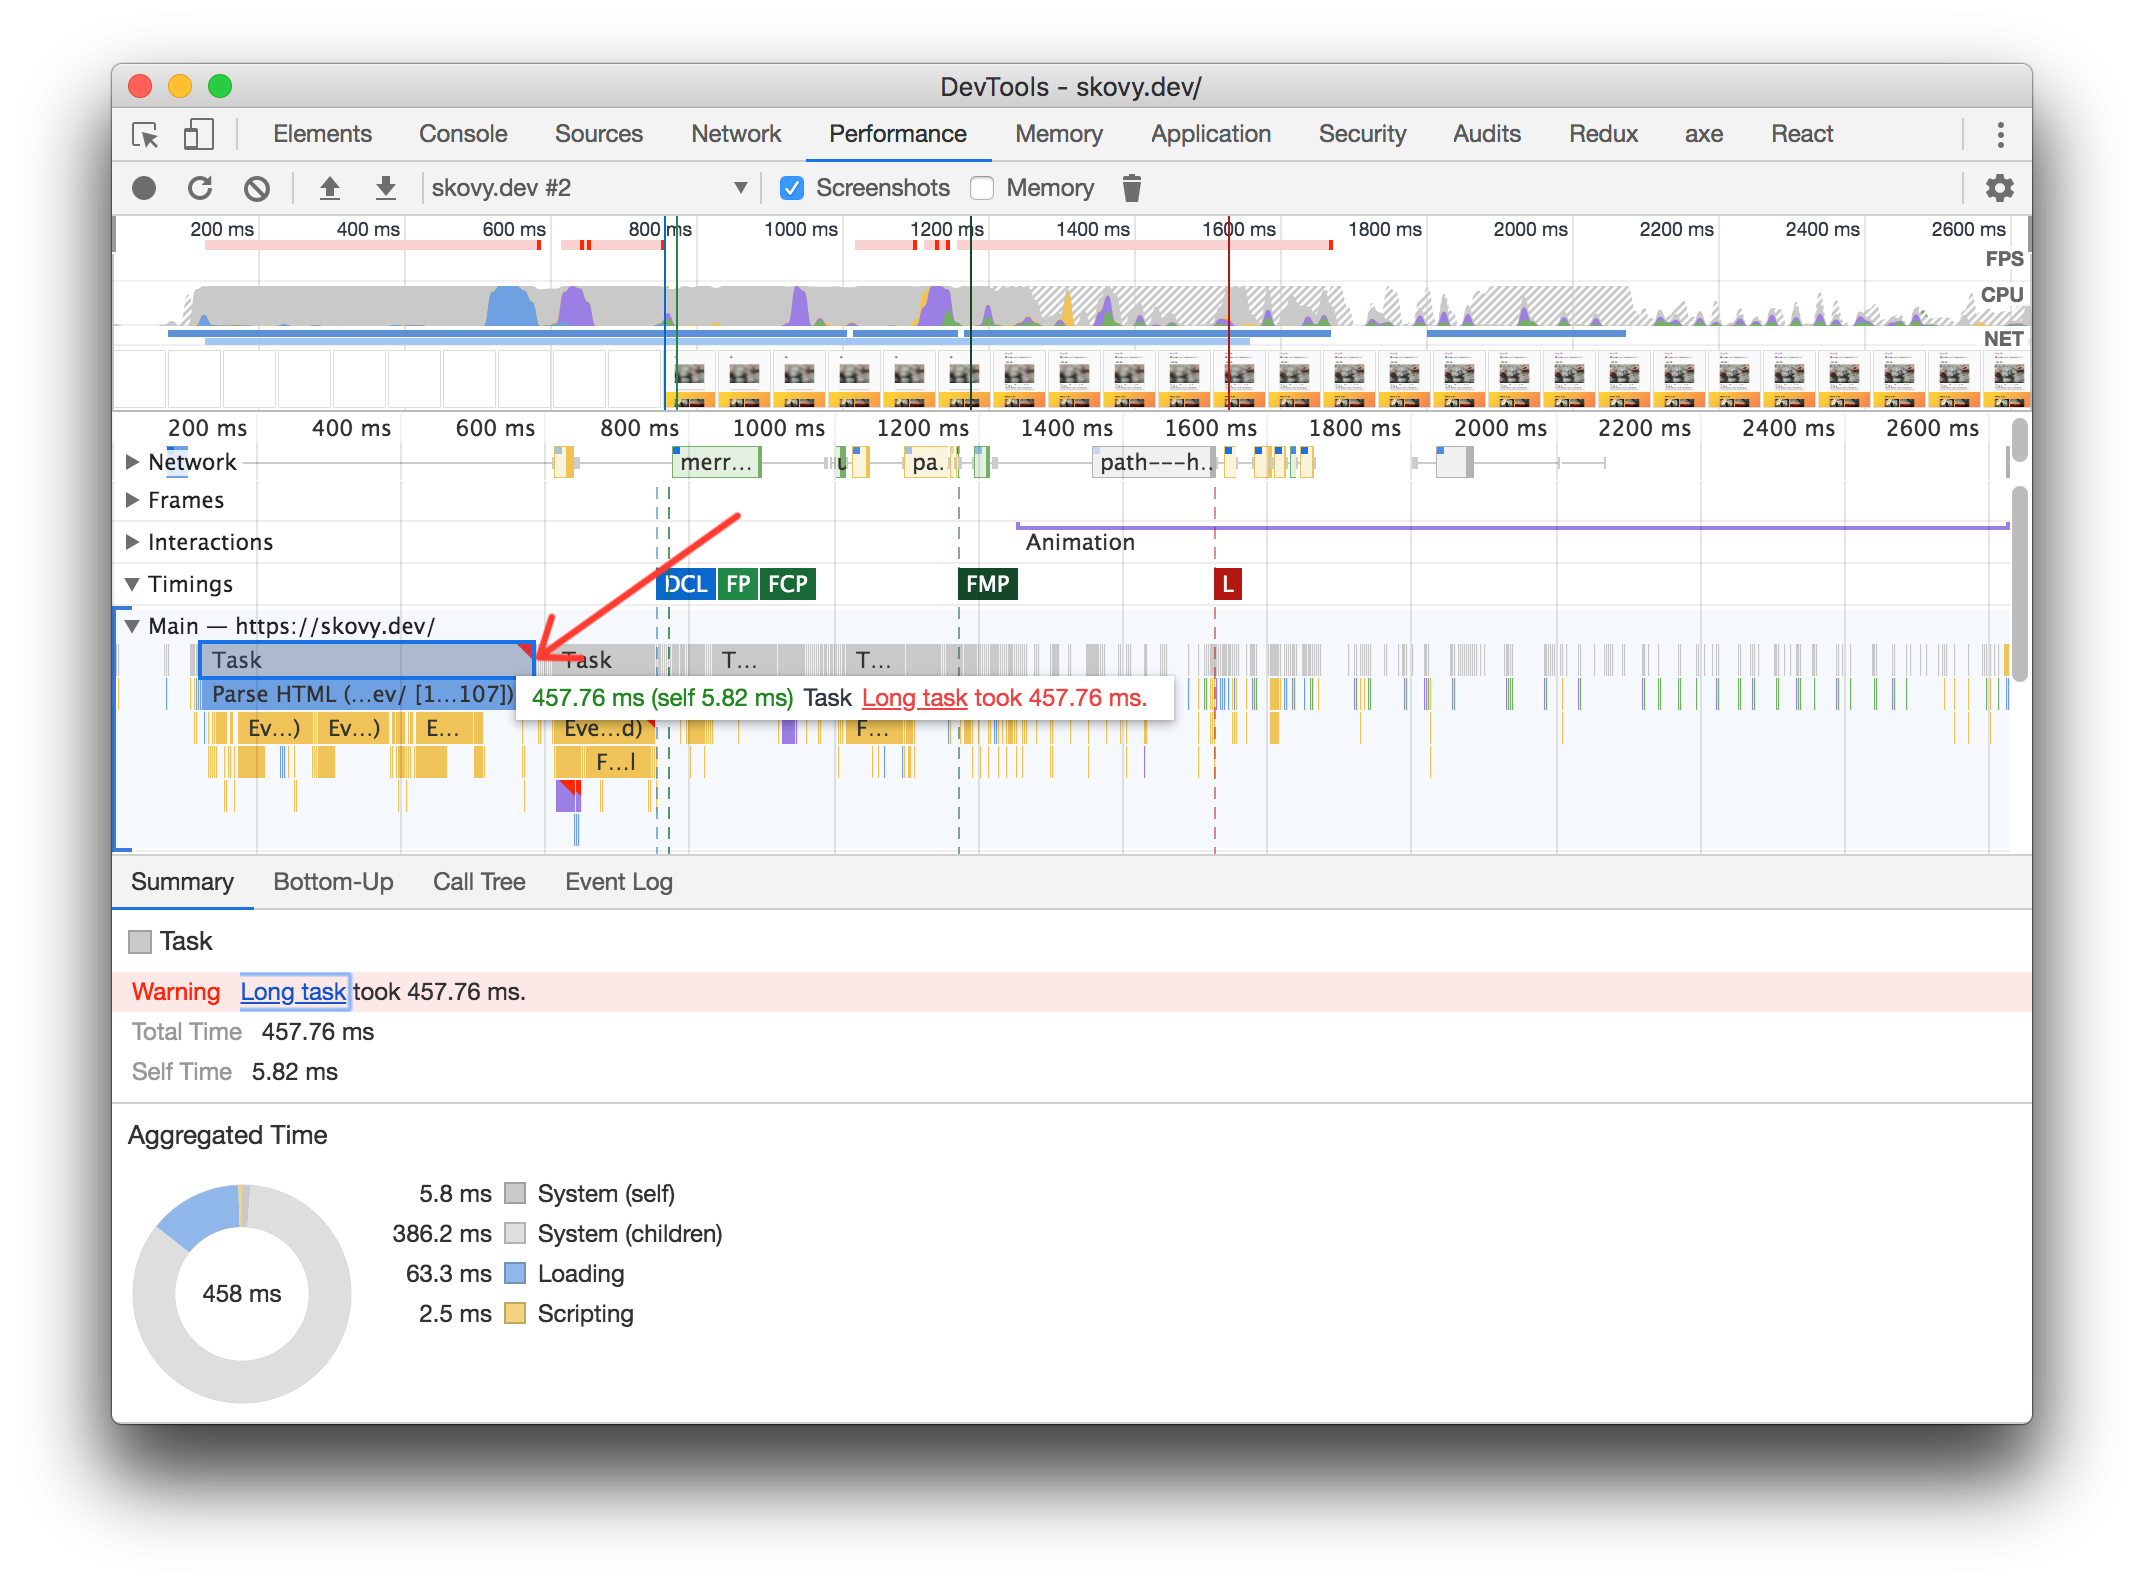 DevTools - skovy.dev/
Elements Console Sources Network Performance Memory Application Security Audits Redux axe React
skovy.dev #2 Screenshots Memory
200 ms 400 ms 600 ms 800 ms 1000 ms 1200 ms 1400 ms 1600 ms 1800 ms 2000 ms 2200 ms 2400 ms 2600 ms
FPS
CPU
NET
200 ms 400 ms 600 ms 800 ms 1000 ms 1200 ms 1400 ms 1600 ms 1800 ms 2000 ms 2200 ms 2400 ms 2600 ms
Network merr... u pa. path---h..
Frames
Interactions Animation
Timings DCL FP FCP FMP L
Main — https://skovy.dev/
Task Task T... T...
Parse HTML (...ev/ [1...107])
457.76 ms (self 5.82 ms) Task Long task took 457.76 ms.
Ev...) Ev...) E... Eve...d) F...
F...l
Summary Bottom-Up Call Tree Event Log
Task
Warning Long task took 457.76 ms.
Total Time 457.76 ms
Self Time 5.82 ms
Aggregated Time
458 ms
5.8 ms System (self)
386.2 ms System (children)
63.3 ms Loading
2.5 ms Scripting